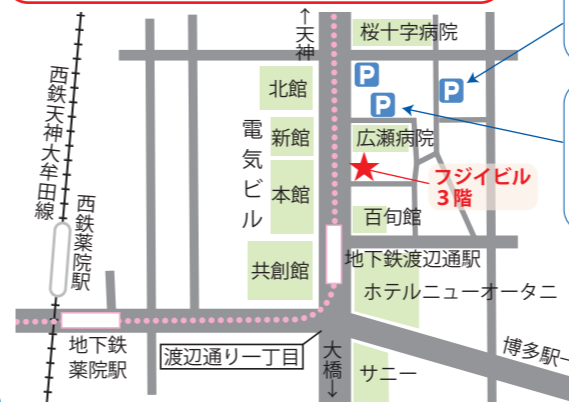 ↑天神
桜十字病院
P
P
P
北館
新館
本館
共創館
電気ビル
広瀬病院
フジイビル
3階
百旬館
地下鉄渡辺通駅
ホテルニューオータニ
西鉄天神大牟田線
西鉄薬院駅
地下鉄
薬院駅
渡辺通り一丁目
大橋↓
サニー
博多駅→